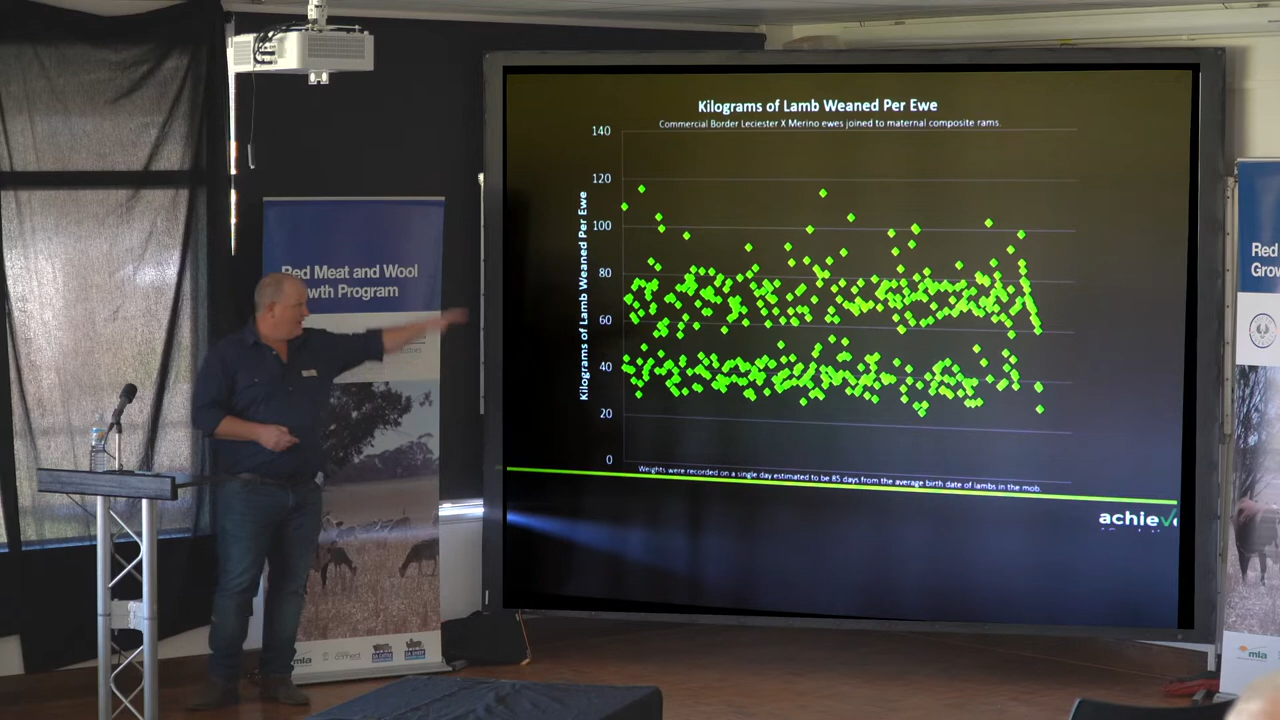 Kilograms of Lamb Weaned Per Ewe
Commercial Border Leciester X Merino ewes joined to maternal composite rams.
Kilograms of Lamb Weaned Per Ewe
140
120
100
80
60
40
20
0
Weights were recorded on a single day estimated to be 85 days from the average birth date of lambs in the mob.
achiev
Red Meat and Wool
wth Program
mla
Red
Grow
mla